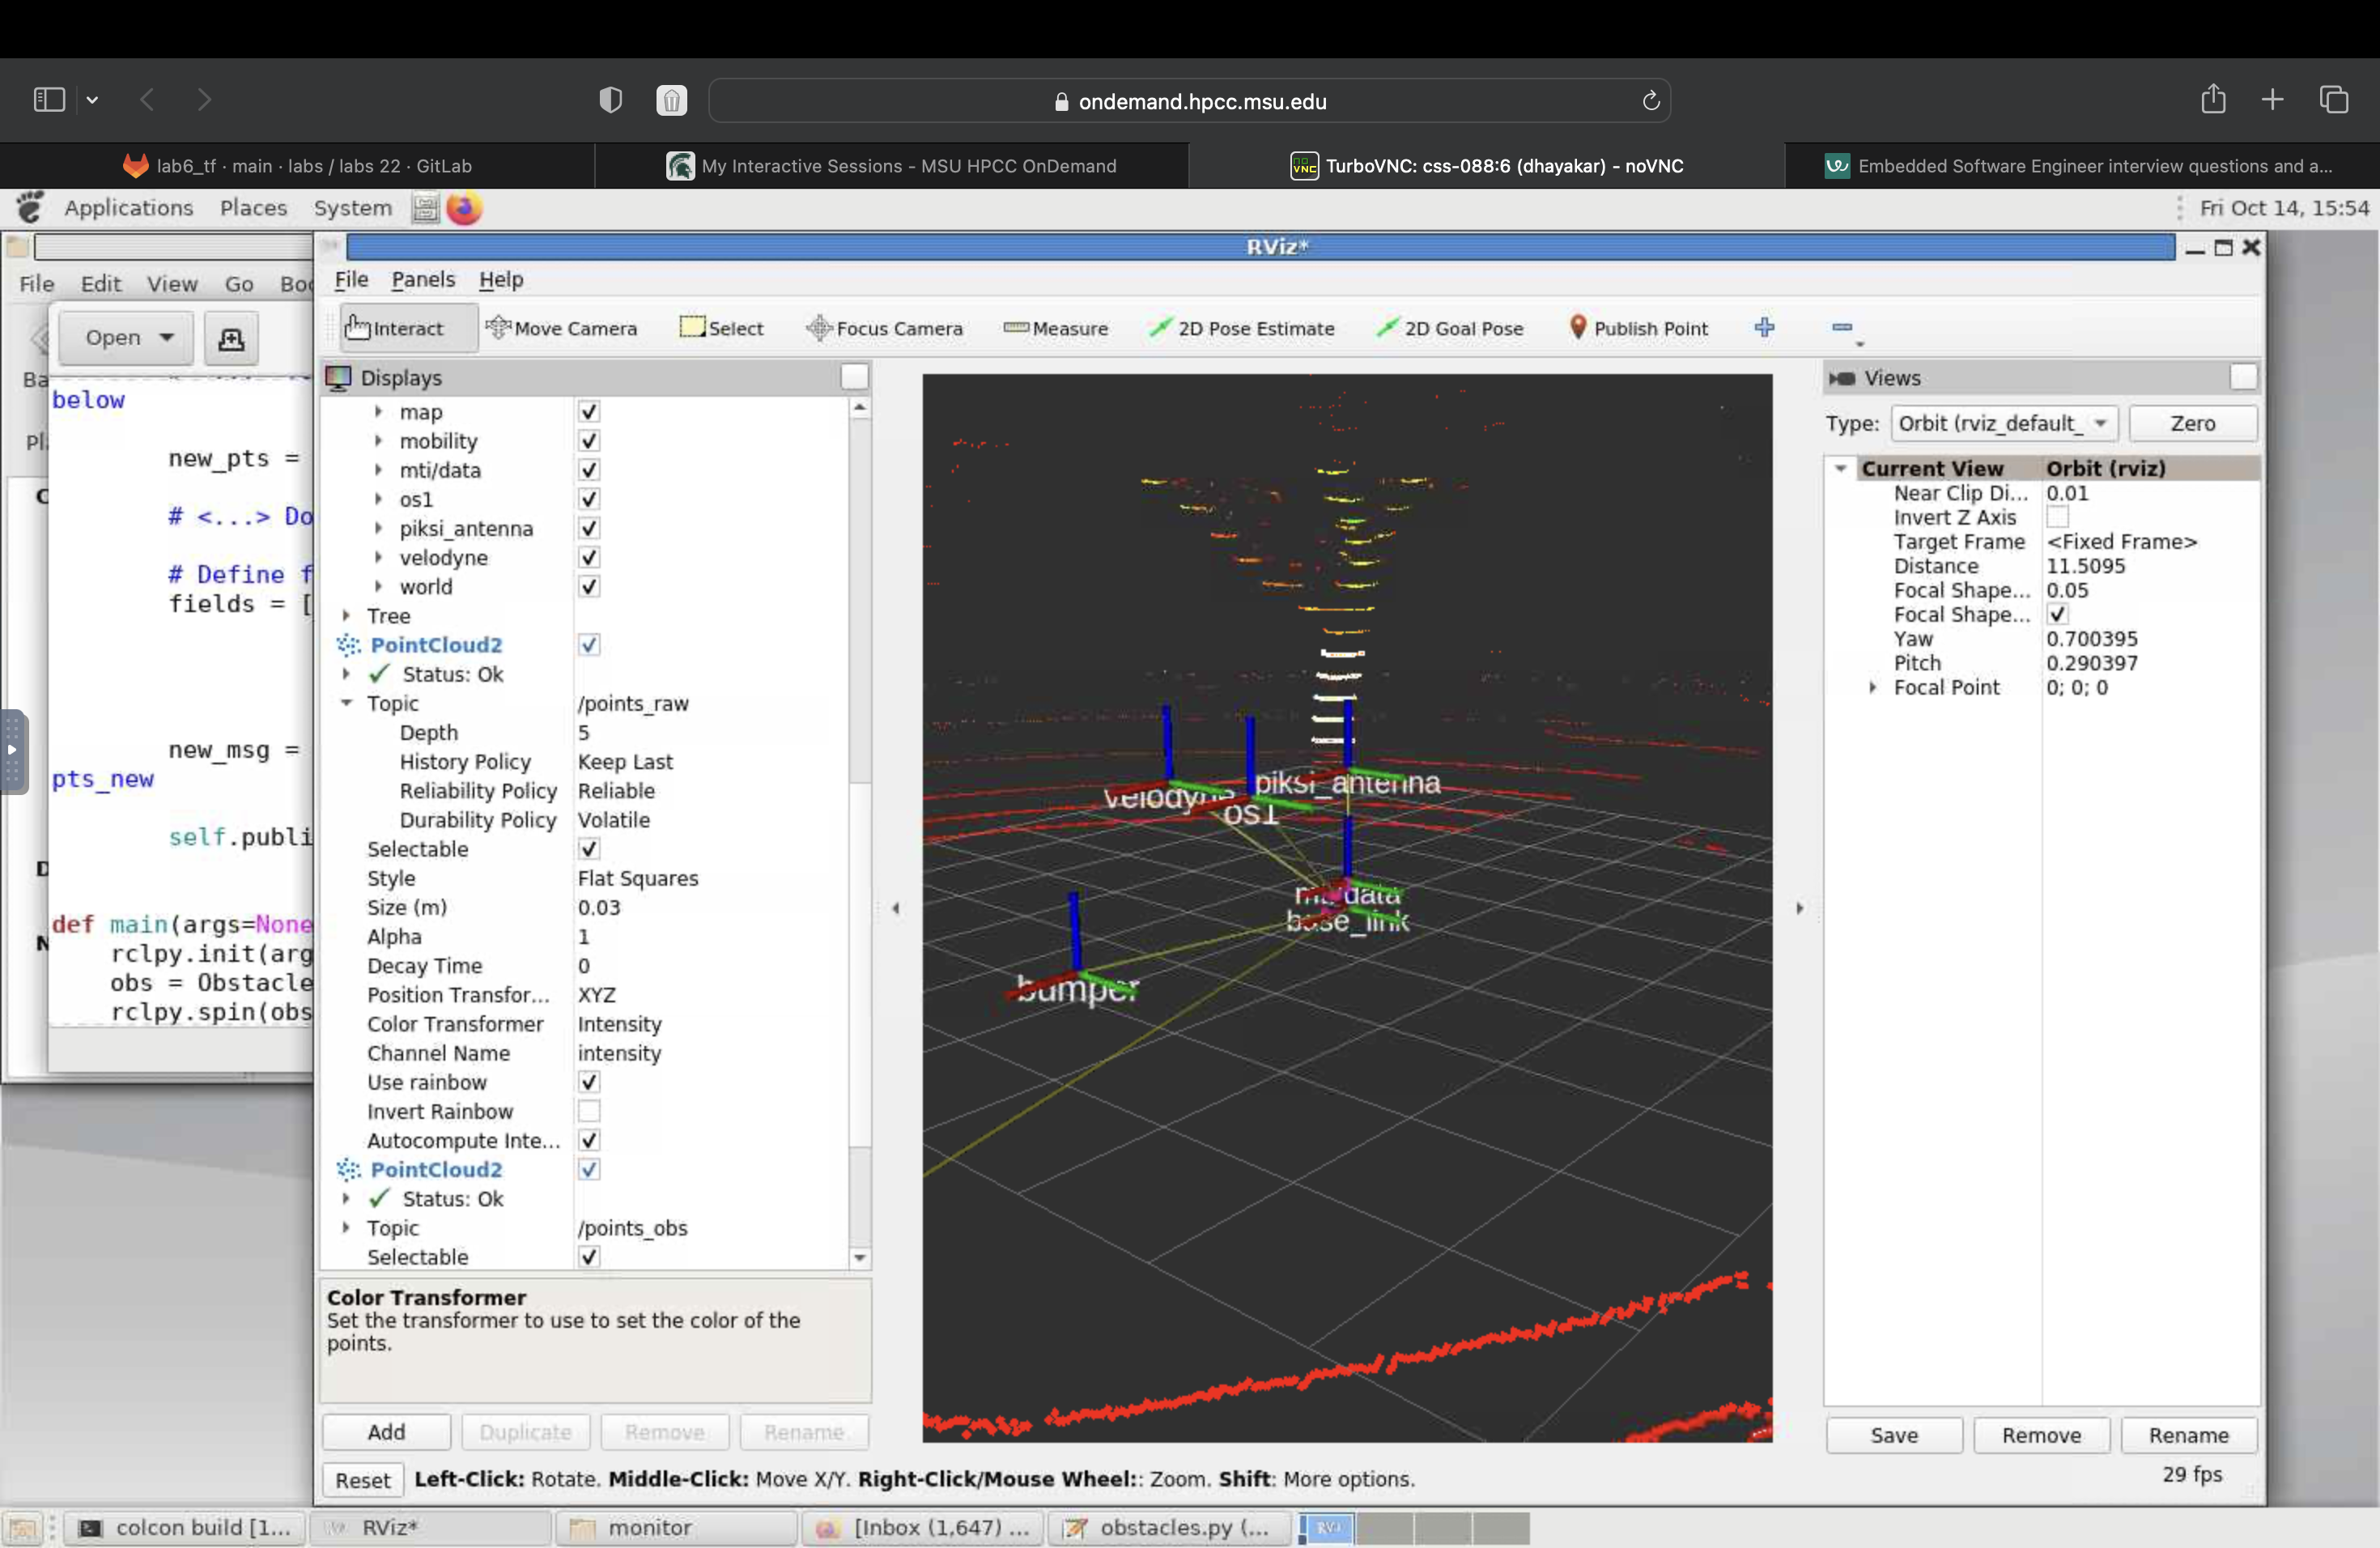 ondemand.hpcc.msu.edu
lab6_tf · main · labs / labs 22 · GitLab
My Interactive Sessions - MSU HPCC OnDemand
TurboVNC: css-088:6 (dhayakar) - noVNC
Embedded Software Engineer interview questions and a...
Applications Places System
Fri Oct 14, 15:54
RViz*
File Edit View Go
Open
below
new_pts =
# <...> Do
# Define f
fields = [
new_msg =
pts_new
self.publi
def main(args=None
rclpy.init(arg
obs = Obstacle
rclpy.spin(obs
File Panels Help
Interact Move Camera Select Focus Camera Measure 2D Pose Estimate 2D Goal Pose Publish Point
Displays
map
mobility
mti/data
os1
piksi_antenna
velodyne
world
Tree
PointCloud2
Status: Ok
Topic /points_raw
Depth 5
History Policy Keep Last
Reliability Policy Reliable
Durability Policy Volatile
Selectable
Style Flat Squares
Size (m) 0.03
Alpha 1
Decay Time 0
Position Transfor... XYZ
Color Transformer Intensity
Channel Name intensity
Use rainbow
Invert Rainbow
Autocompute Inte...
PointCloud2
Status: Ok
Topic /points_obs
Selectable
Color Transformer
Set the transformer to use to set the color of the
points.
Add Duplicate Remove Rename
Reset Left-Click: Rotate. Middle-Click: Move X/Y. Right-Click/Mouse Wheel:: Zoom. Shift: More options.
piksi_antenna
velodyne
os1
base_link
bumper
Views
Type: Orbit (rviz_default_ Zero
Current View Orbit (rviz)
Near Clip Di... 0.01
Invert Z Axis
Target Frame <Fixed Frame>
Distance 11.5095
Focal Shape... 0.05
Focal Shape...
Yaw 0.700395
Pitch 0.290397
Focal Point 0; 0; 0
Save Remove Rename
29 fps
colcon build [1... RViz* monitor [Inbox (1,647) ... obstacles.py (...